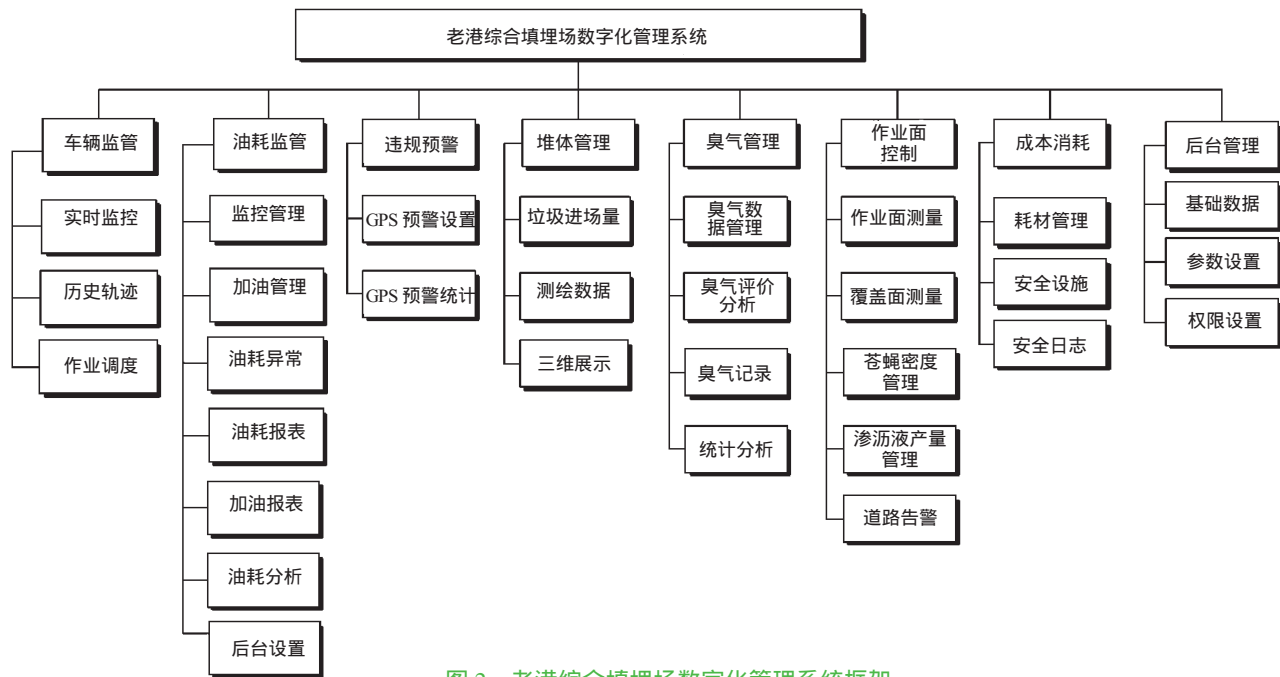 老港综合填埋场数字化管理系统
车辆监管
实时监控
历史轨迹
作业调度
油耗监管
监控管理
加油管理
油耗异常
油耗报表
加油报表
油耗分析
后台设置
违规预警
GPS 预警设置
GPS 预警统计
堆体管理
垃圾进场量
测绘数据
三维展示
臭气管理
臭气数
据管理
臭气评价
分析
臭气记录
统计分析
作业面
控制
作业面测量
覆盖面测量
苍蝇密度
管理
渗沥液产量
管理
道路告警
成本消耗
耗材管理
安全设施
安全日志
后台管理
基础数据
参数设置
权限设置